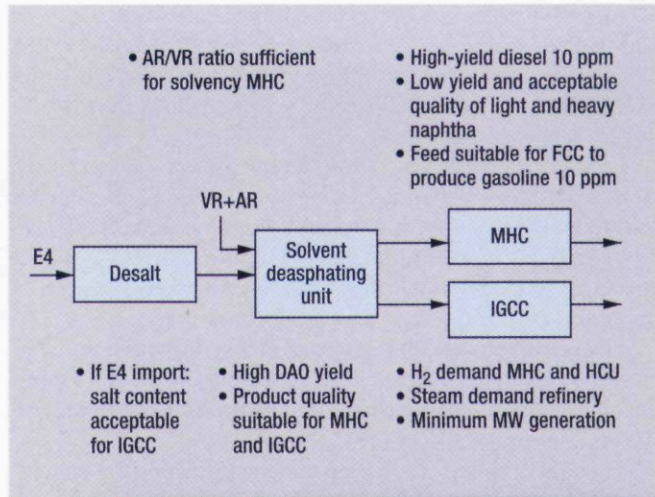 • AR/VR ratio sufficient
for solvency MHC
• High-yield diesel 10 ppm
• Low yield and acceptable
quality of light and heavy
naphtha
• Feed suitable for FCC to
produce gasoline 10 ppm
VR+AR
E4
Desalt
Solvent
deasphating
unit
MHC
IGCC
• If E4 import:
salt content
acceptable
for IGCC
• High DAO yield
• Product quality
suitable for MHC
and IGCC
• H₂ demand MHC and HCU
• Steam demand refinery
• Minimum MW generation